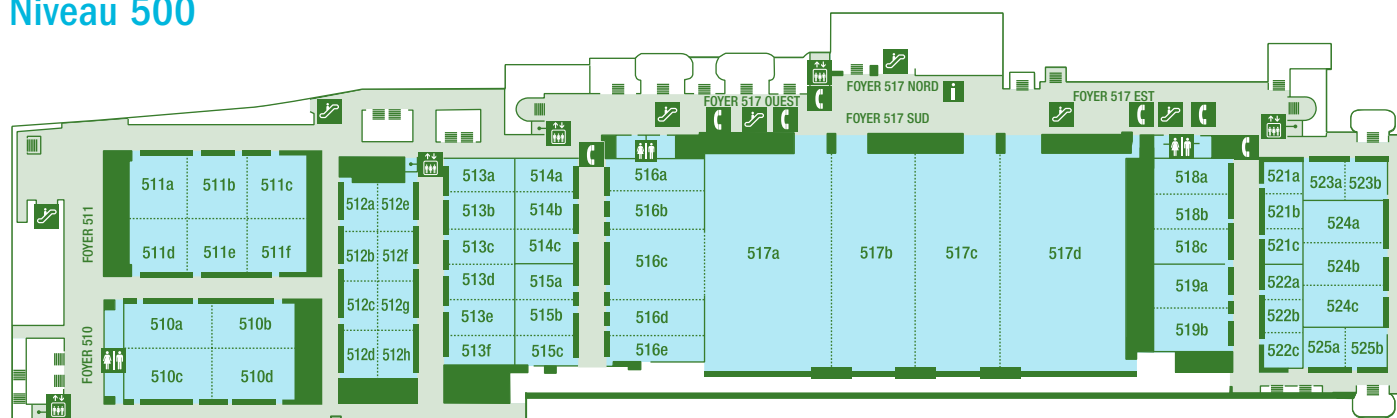 Niveau 500
FOYER 517 NORD
i
FOYER 517 OUEST
FOYER 517 EST
FOYER 517 SUD
FOYER 511
511a 511b 511c
511d 511e 511f
FOYER 510
510a 510b
510c 510d
512a 512e
512b 512f
512c 512g
512d 512h
513a
513b
513c
513d
513e
513f
514a
514b
514c
515a
515b
515c
516a
516b
516c
516d
516e
517a 517b 517c 517d
518a
518b
518c
519a
519b
521a
521b
521c
522a
522b
522c
523a 523b
524a
524b
524c
525a 525b